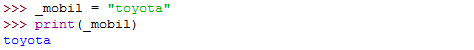 >>> _mobil = "toyota"
>>> print(_mobil)
toyota